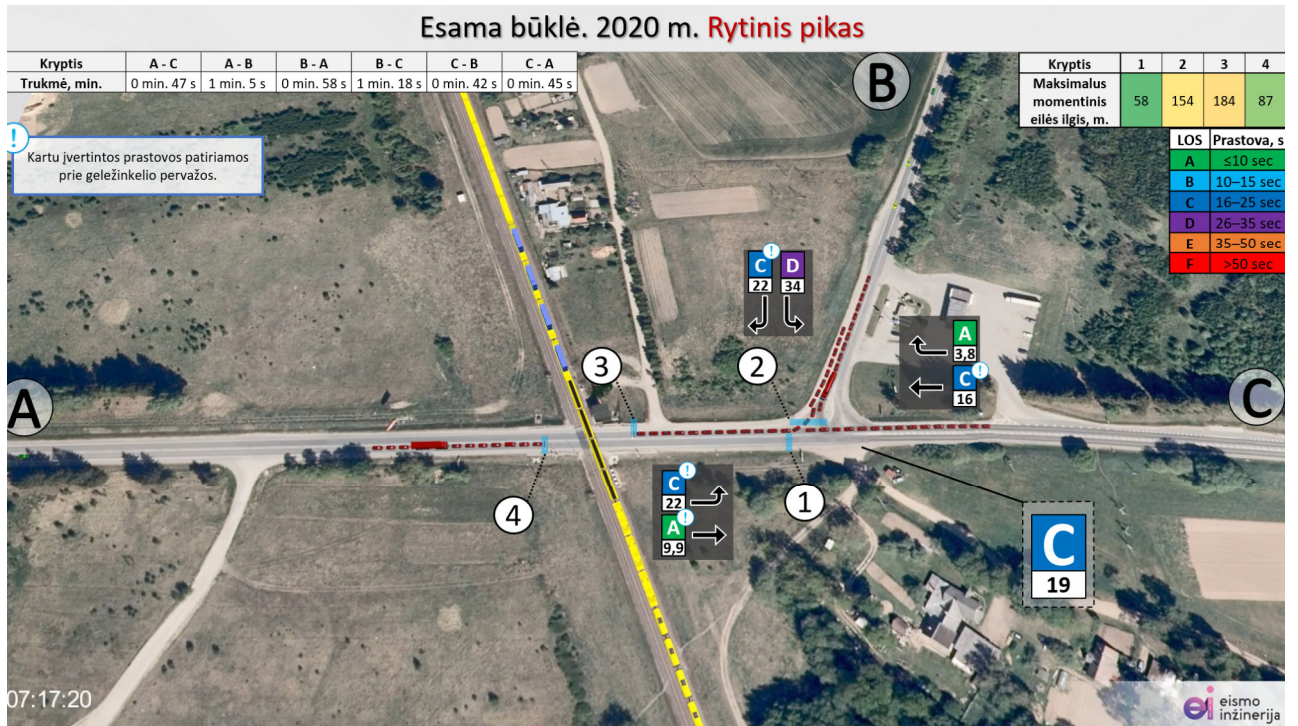 Esama būklė. 2020 m. Rytinis pikas
Kryptis A - C A - B B - A B - C C - B C - A
Trukmė, min. 0 min. 47 s 1 min. 5 s 0 min. 58 s 1 min. 18 s 0 min. 42 s 0 min. 45 s
!
Kartu įvertintos prastovos patiriamos
prie geležinkelio pervažos.
B
Kryptis 1 2 3 4
Maksimalus
momentinis
eilės ilgis, m.
58 154 184 87
LOS Prastova, s
A ≤10 sec
B 10–15 sec
C 16–25 sec
D 26–35 sec
E 35–50 sec
F >50 sec
C ! D
22 34
A
3,8
C !
16
3
2
A
C
4
1
C !
22
A !
9,9
C
19
07:17:20
ei eismo
inžinerija